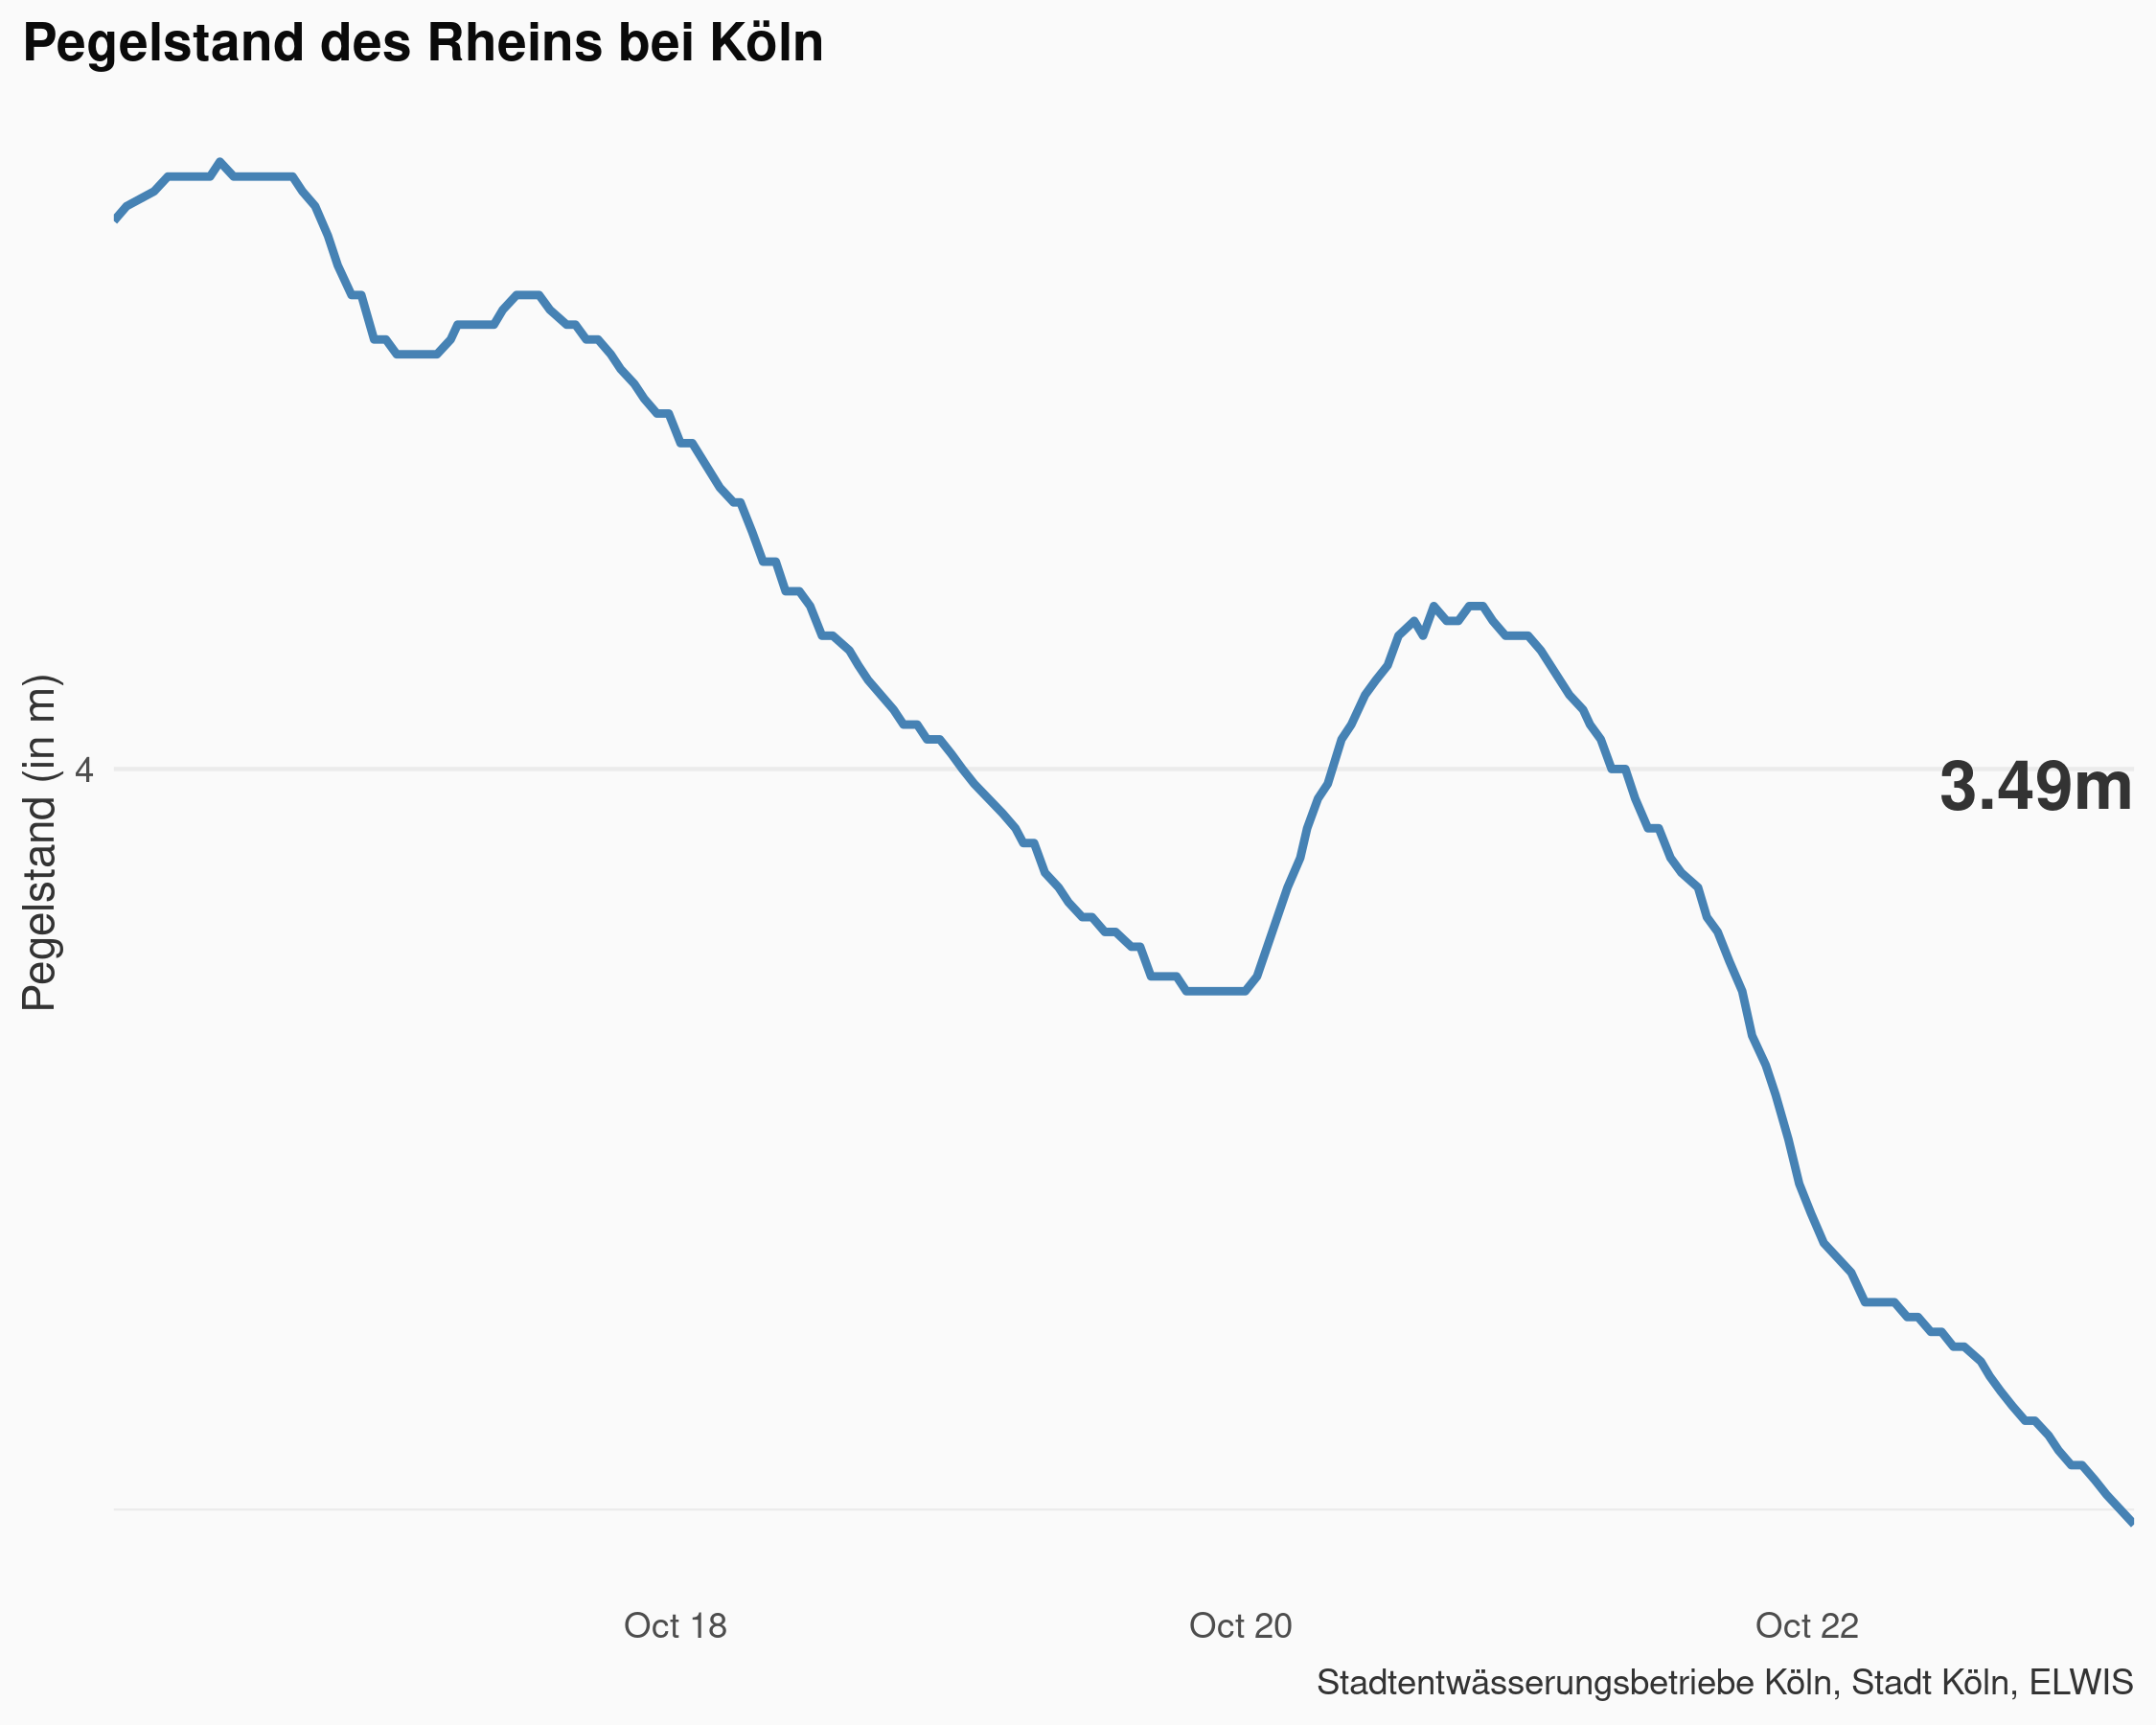 Pegelstand des Rheins bei Köln
Pegelstand (in m)
4
3.49m
Oct 18
Oct 20
Oct 22
Stadtentwässerungsbetriebe Köln, Stadt Köln, ELWIS